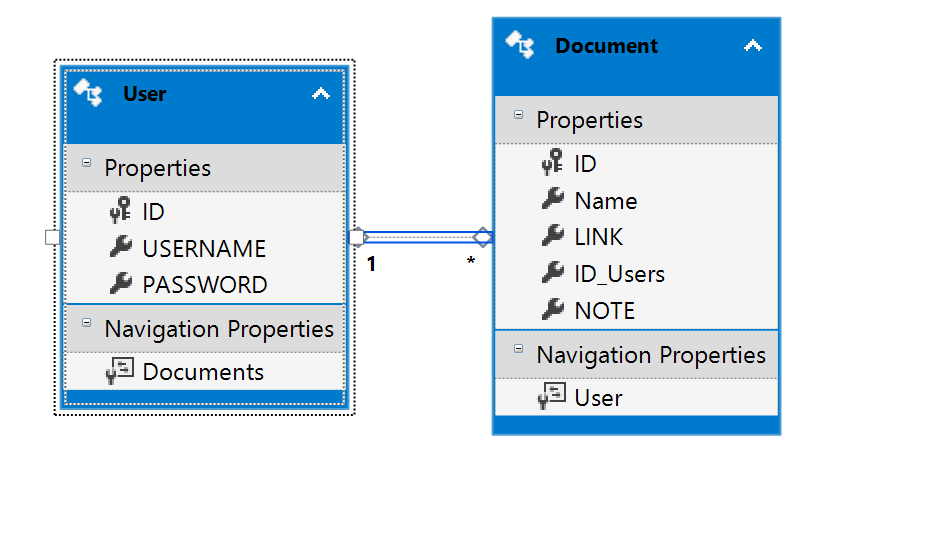 User
Properties
ID
USERNAME
PASSWORD
Navigation Properties
Documents
1
*
Document
Properties
ID
Name
LINK
ID_Users
NOTE
Navigation Properties
User